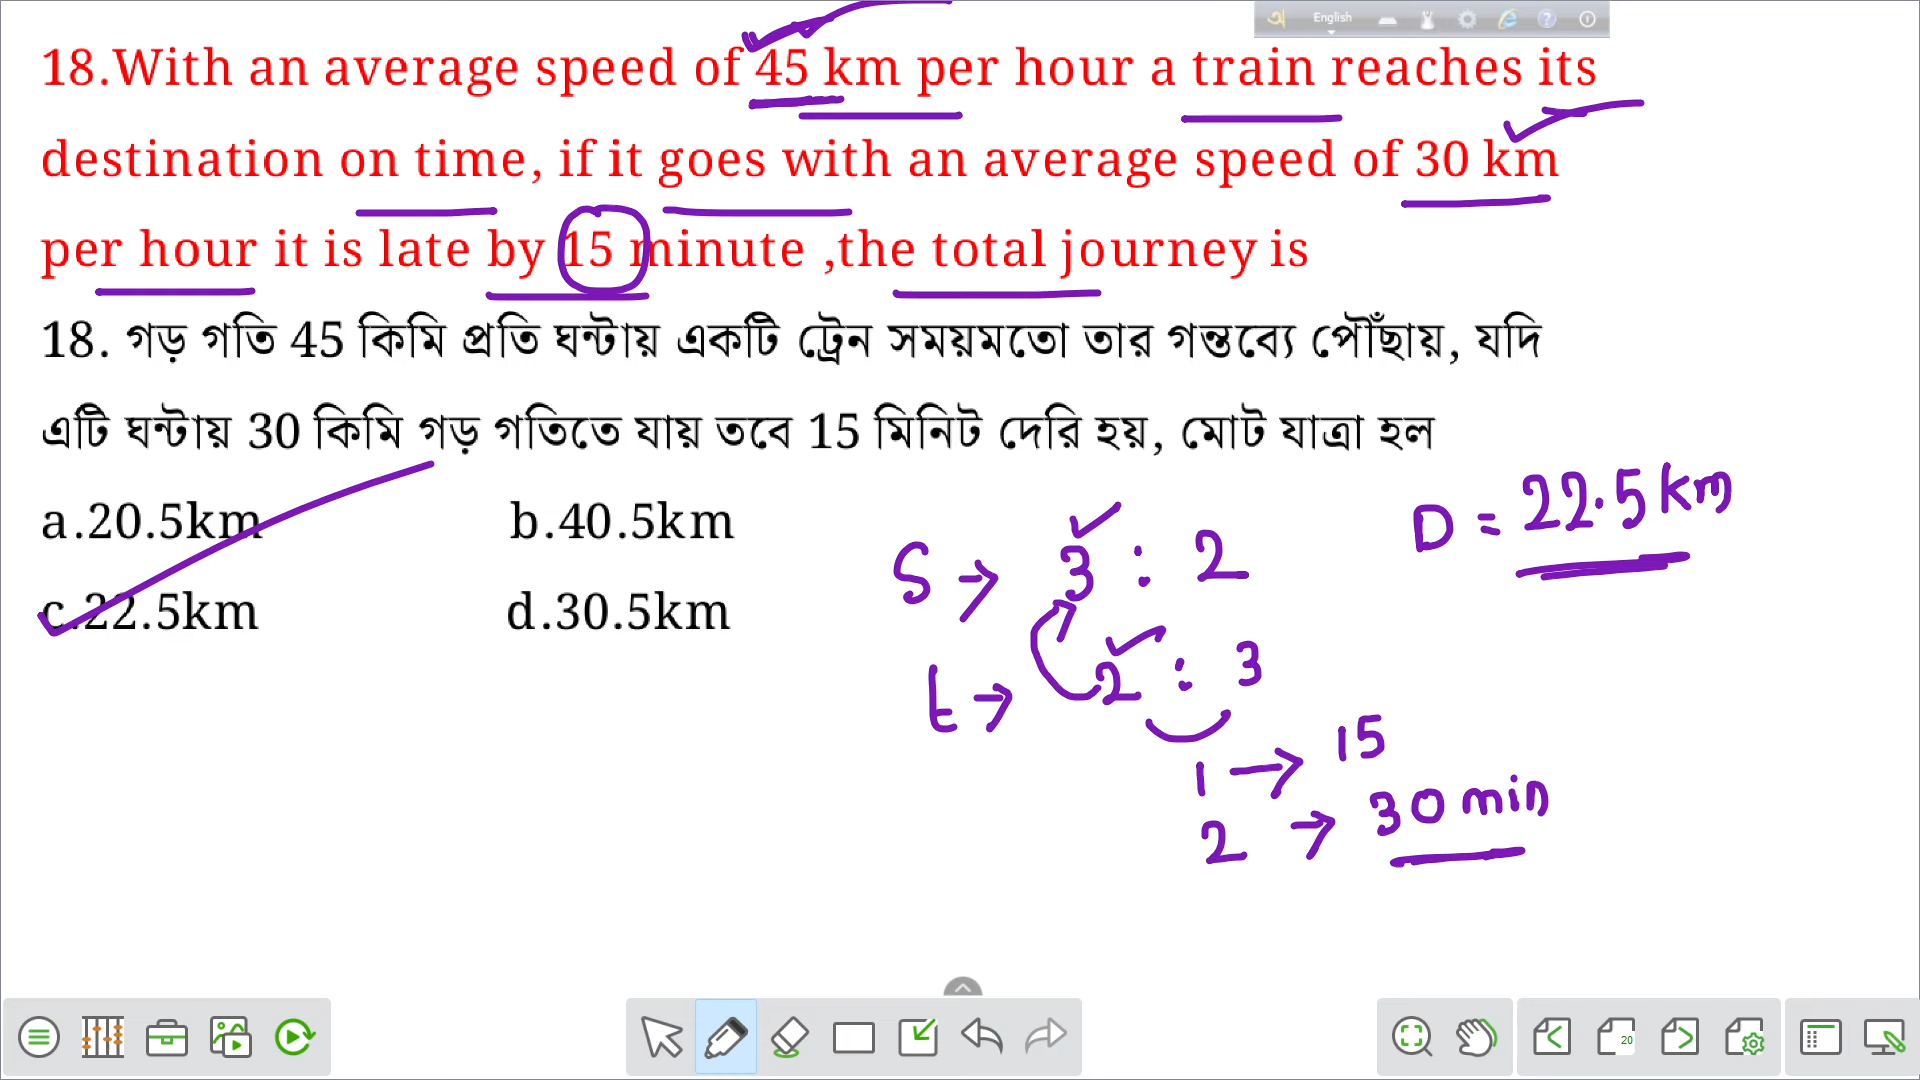 English
18.With an average speed of 45 km per hour a train reaches its
destination on time, if it goes with an average speed of 30 km
per hour it is late by 15 minute ,the total journey is
18. গড় গতি 45 কিমি প্রতি ঘন্টায় একটি ট্রেন সময়মতো তার গন্তব্যে পৌঁছায়, যদি
এটি ঘন্টায় 30 কিমি গড় গতিতে যায় তবে 15 মিনিট দেরি হয়, মোট যাত্রা হল
a.20.5km b.40.5km
c.22.5km d.30.5km
D = 22.5km
S → 3 : 2
t → 2 : 3
1 → 15
2 → 30 min
20